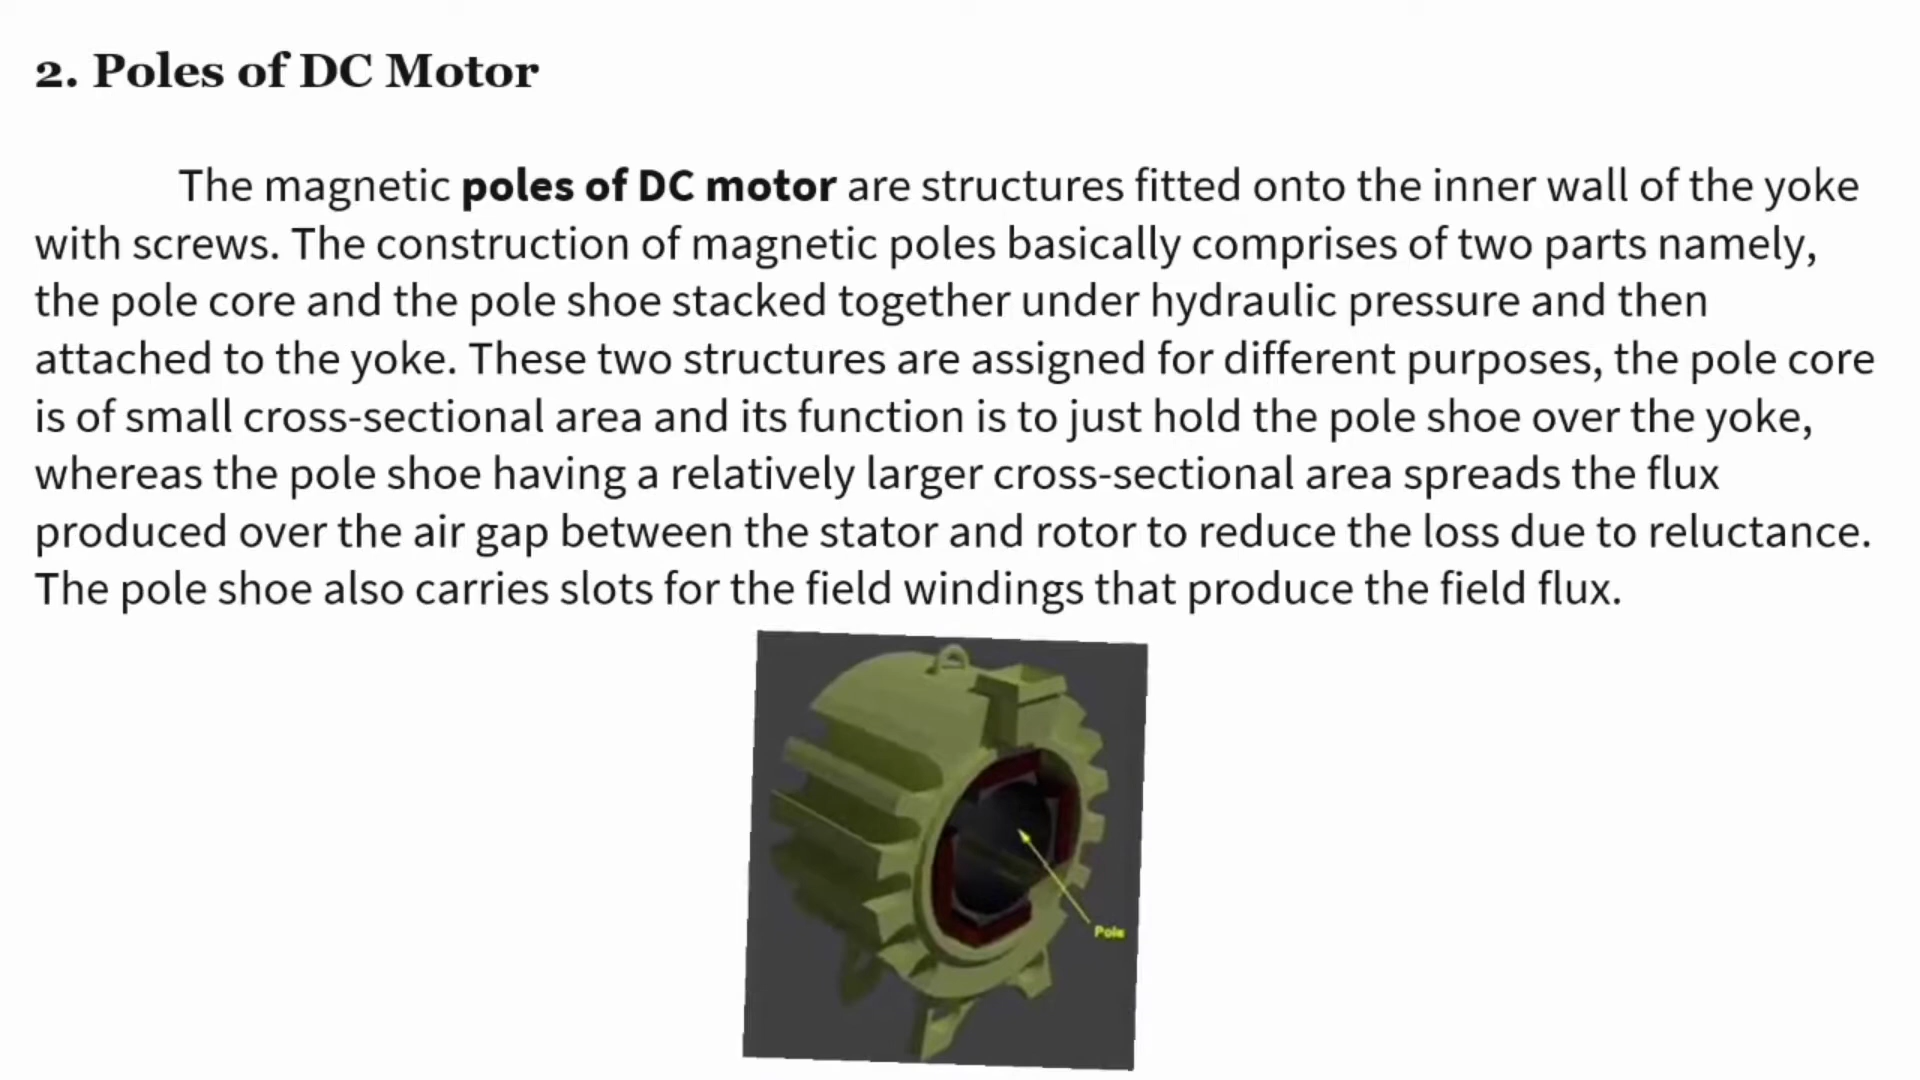 2. Poles of DC Motor
The magnetic poles of DC motor are structures fitted onto the inner wall of the yoke
with screws. The construction of magnetic poles basically comprises of two parts namely,
the pole core and the pole shoe stacked together under hydraulic pressure and then
attached to the yoke. These two structures are assigned for different purposes, the pole core
is of small cross-sectional area and its function is to just hold the pole shoe over the yoke,
whereas the pole shoe having a relatively larger cross-sectional area spreads the flux
produced over the air gap between the stator and rotor to reduce the loss due to reluctance.
The pole shoe also carries slots for the field windings that produce the field flux.
Pole